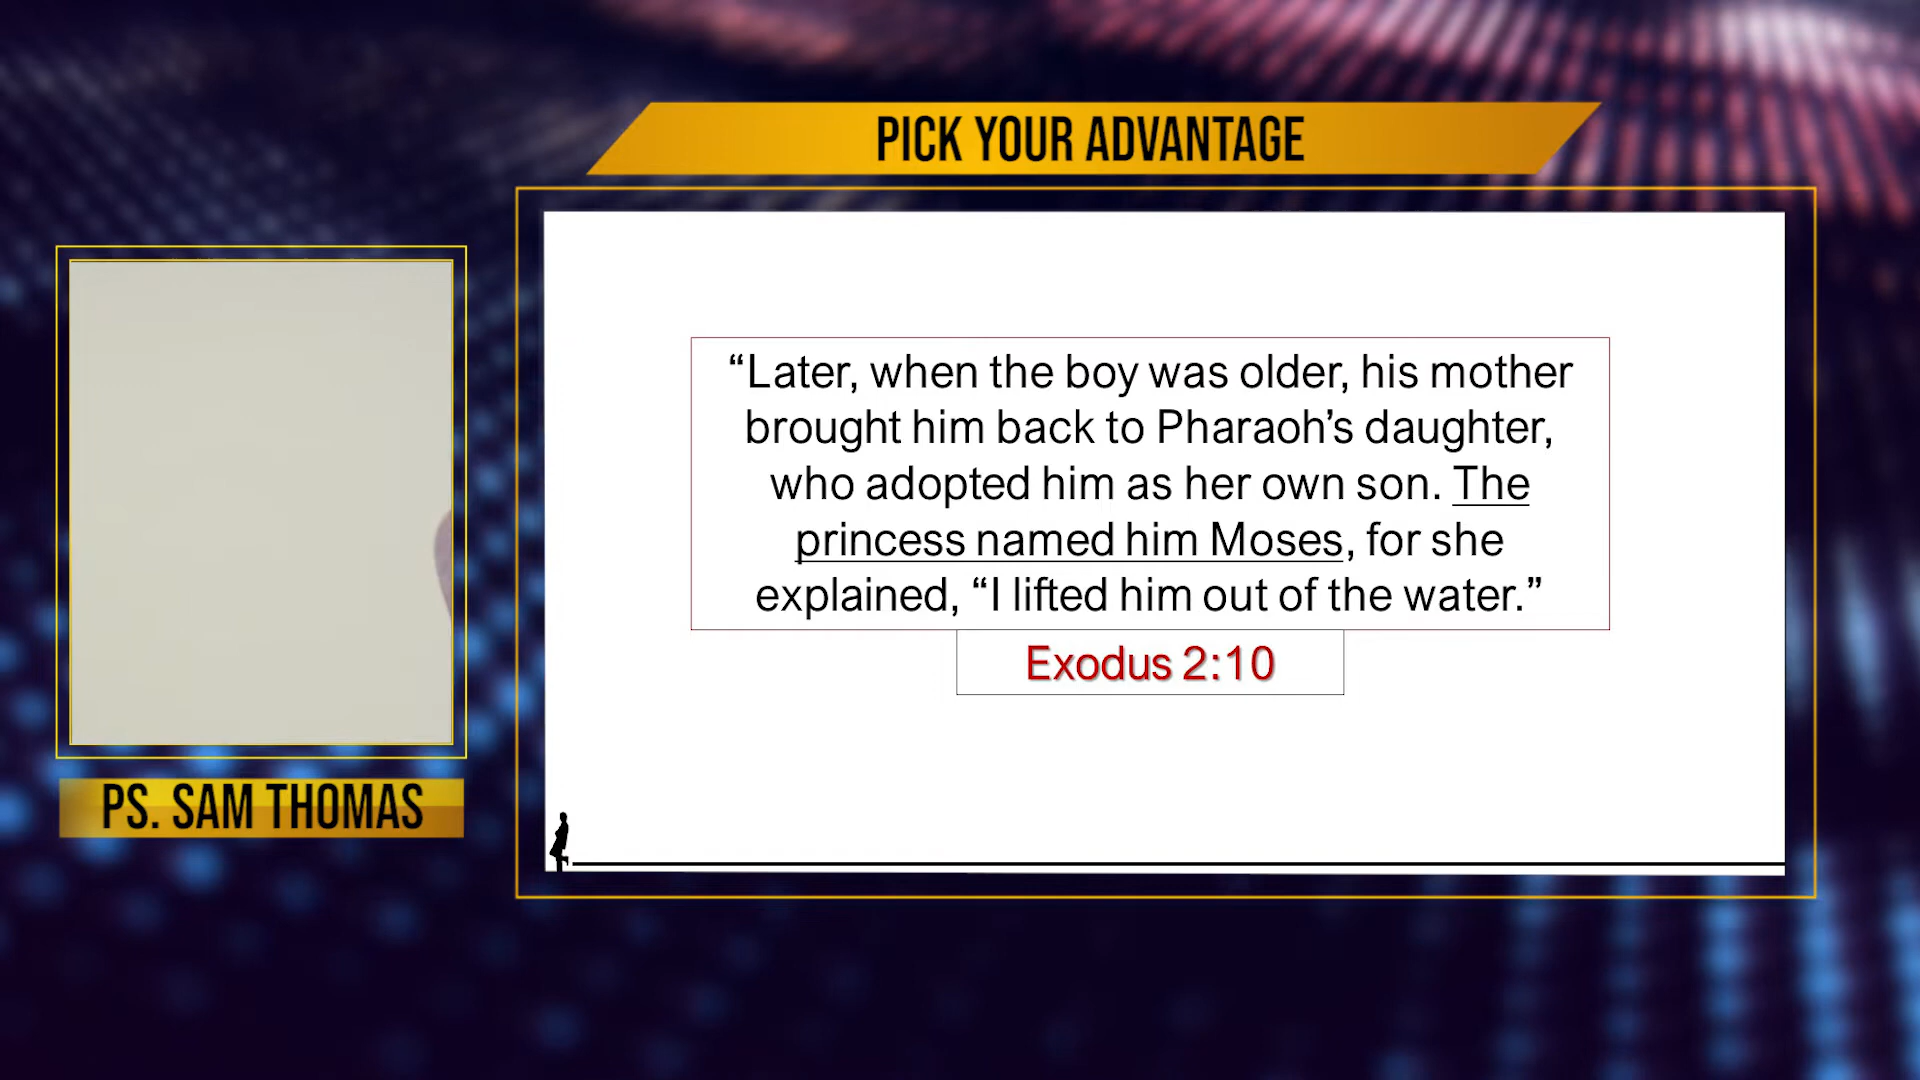 PICK YOUR ADVANTAGE
“Later, when the boy was older, his mother
brought him back to Pharaoh’s daughter,
who adopted him as her own son. The
princess named him Moses, for she
explained, “I lifted him out of the water.”
Exodus 2:10
PS. SAM THOMAS